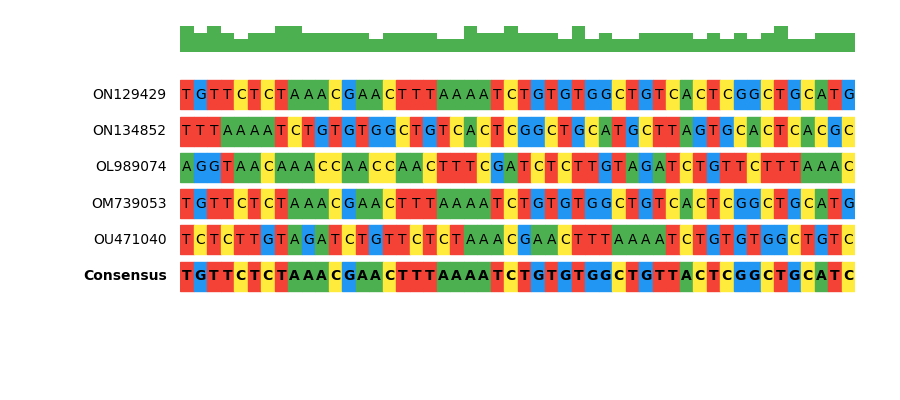 ON129429 TGTTCTCTAAACGAACTTTAAAATCTGTGTGGCTGTCACTCGGCTGCATG
ON134852 TTTAAAATCTGTGTGGCTGTCACTCGGCTGCATGCTTAGTGCACTCACGC
OL989074 AGGTAACAAACCAACCAACTTTCGATCTCTTGTAGATCTGTTCTTTAAAC
OM739053 TGTTCTCTAAACGAACTTTAAAATCTGTGTGGCTGTCACTCGGCTGCATG
OU471040 TCTCTTGTAGATCTGTTCTCTAAACGAACTTTAAAATCTGTGTGGCTGTC
Consensus TGTTCTCTAAACGAACTTTAAAATCTGTGTGGCTGTTACTCGGCTGCATC